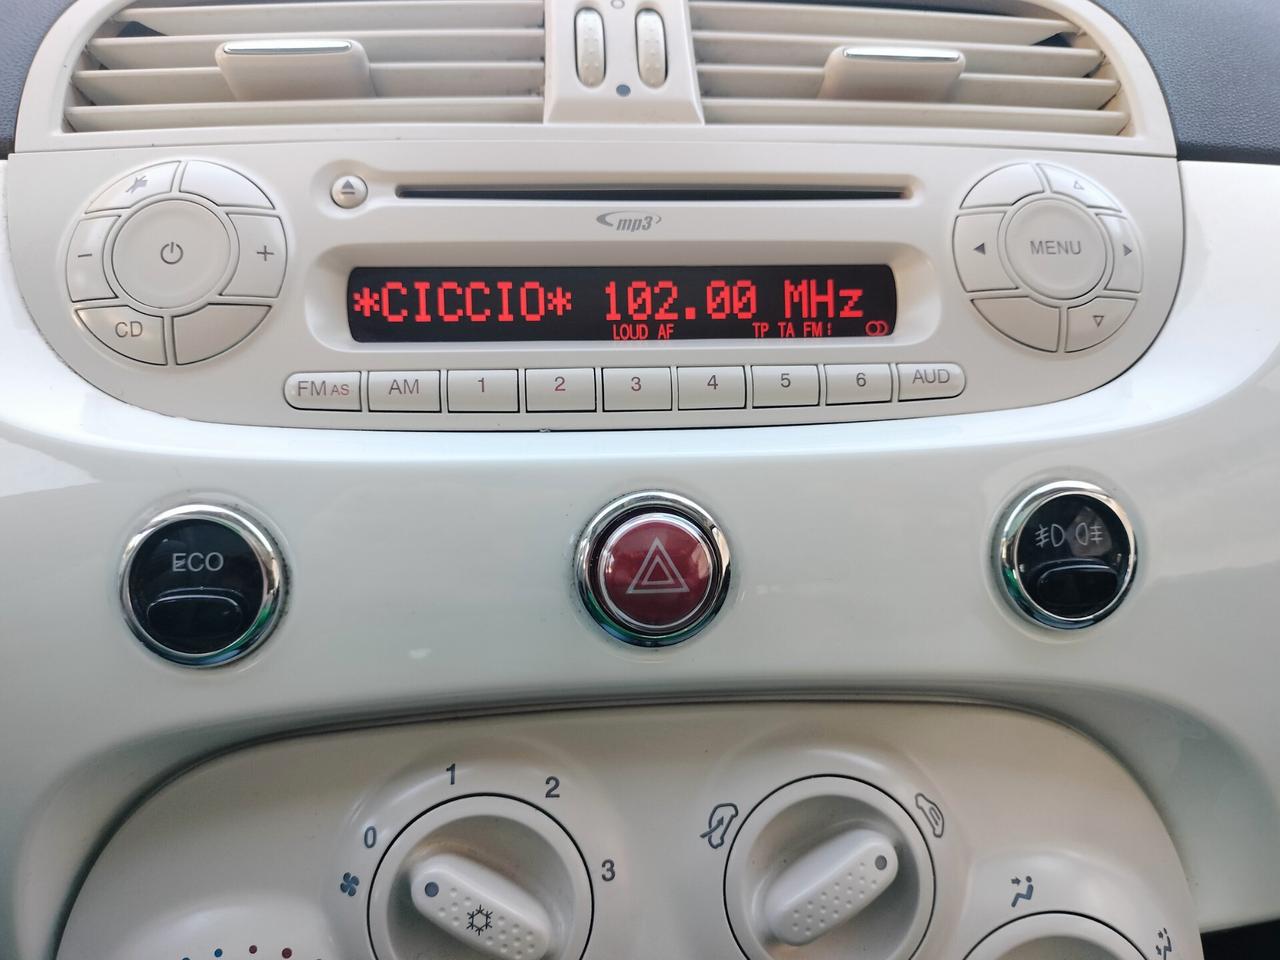 mp3
*CICCIO* 102.00 MHz
LOUD AF TP TA FM1
MENU
CD
FM AS AM 1 2 3 4 5 6 AUD
ECO
0 1 2 3